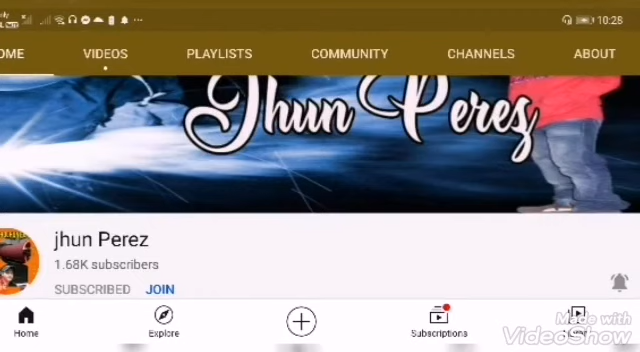 10:28
OME VIDEOS PLAYLISTS COMMUNITY CHANNELS ABOUT
Jhun Perez
jhun Perez
1.68K subscribers
SUBSCRIBED JOIN
Home Explore Subscriptions
Made with
VideoShow